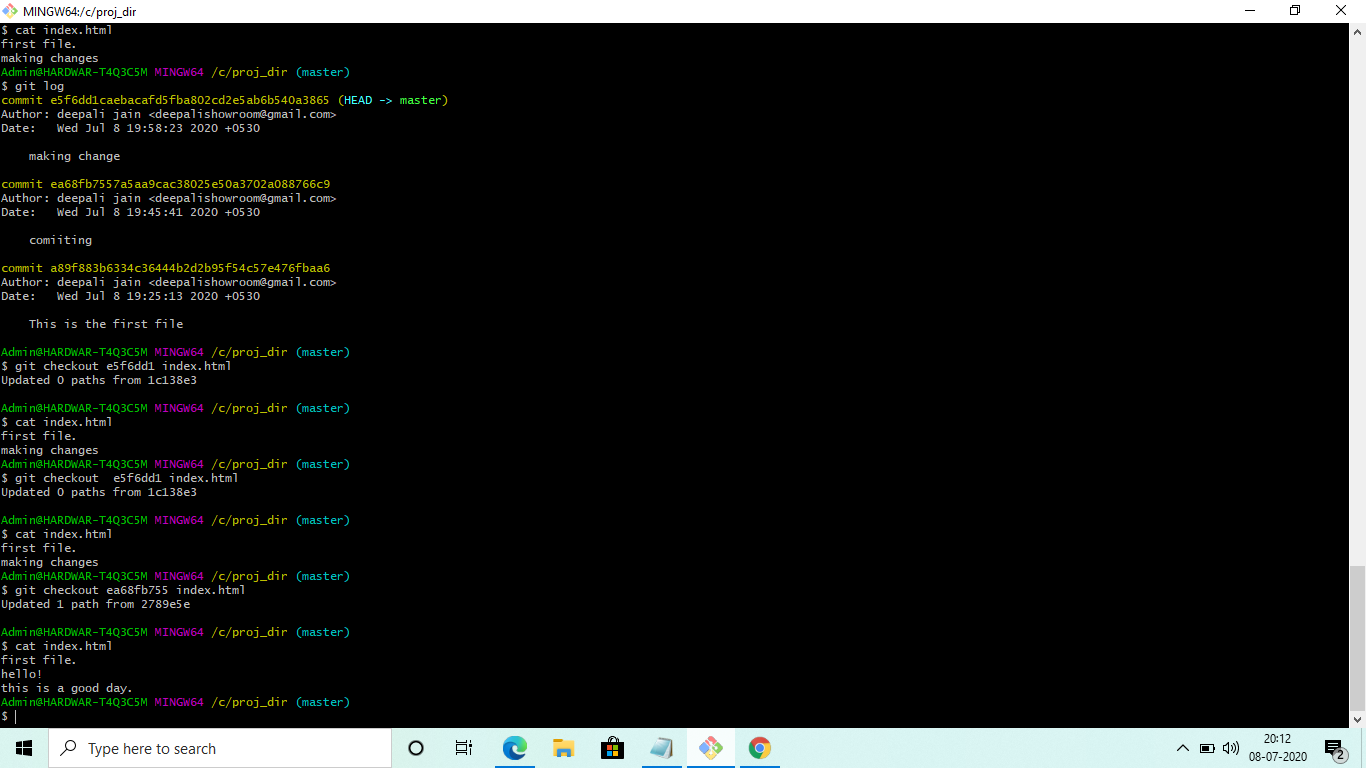 MINGW64:/c/proj_dir
$ cat index.html
first file.
making changes
Admin@HARDWAR-T4Q3C5M MINGW64 /c/proj_dir (master)
$ git log
commit e5f6dd1caebacafd5fba802cd2e5ab6b540a3865 (HEAD -> master)
Author: deepali jain <deepalishowroom@gmail.com>
Date:   Wed Jul 8 19:58:23 2020 +0530
    making change
commit ea68fb7557a5aa9cac38025e50a3702a088766c9
Author: deepali jain <deepalishowroom@gmail.com>
Date:   Wed Jul 8 19:45:41 2020 +0530
    comiiting
commit a89f883b6334c36444b2d2b95f54c57e476fbaa6
Author: deepali jain <deepalishowroom@gmail.com>
Date:   Wed Jul 8 19:25:13 2020 +0530
    This is the first file
Admin@HARDWAR-T4Q3C5M MINGW64 /c/proj_dir (master)
$ git checkout e5f6dd1 index.html
Updated 0 paths from 1c138e3
Admin@HARDWAR-T4Q3C5M MINGW64 /c/proj_dir (master)
$ cat index.html
first file.
making changes
Admin@HARDWAR-T4Q3C5M MINGW64 /c/proj_dir (master)
$ git checkout  e5f6dd1 index.html
Updated 0 paths from 1c138e3
Admin@HARDWAR-T4Q3C5M MINGW64 /c/proj_dir (master)
$ cat index.html
first file.
making changes
Admin@HARDWAR-T4Q3C5M MINGW64 /c/proj_dir (master)
$ git checkout ea68fb755 index.html
Updated 1 path from 2789e5e
Admin@HARDWAR-T4Q3C5M MINGW64 /c/proj_dir (master)
$ cat index.html
first file.
hello!
this is a good day.
Admin@HARDWAR-T4Q3C5M MINGW64 /c/proj_dir (master)
$
Type here to search
20:12
08-07-2020
2